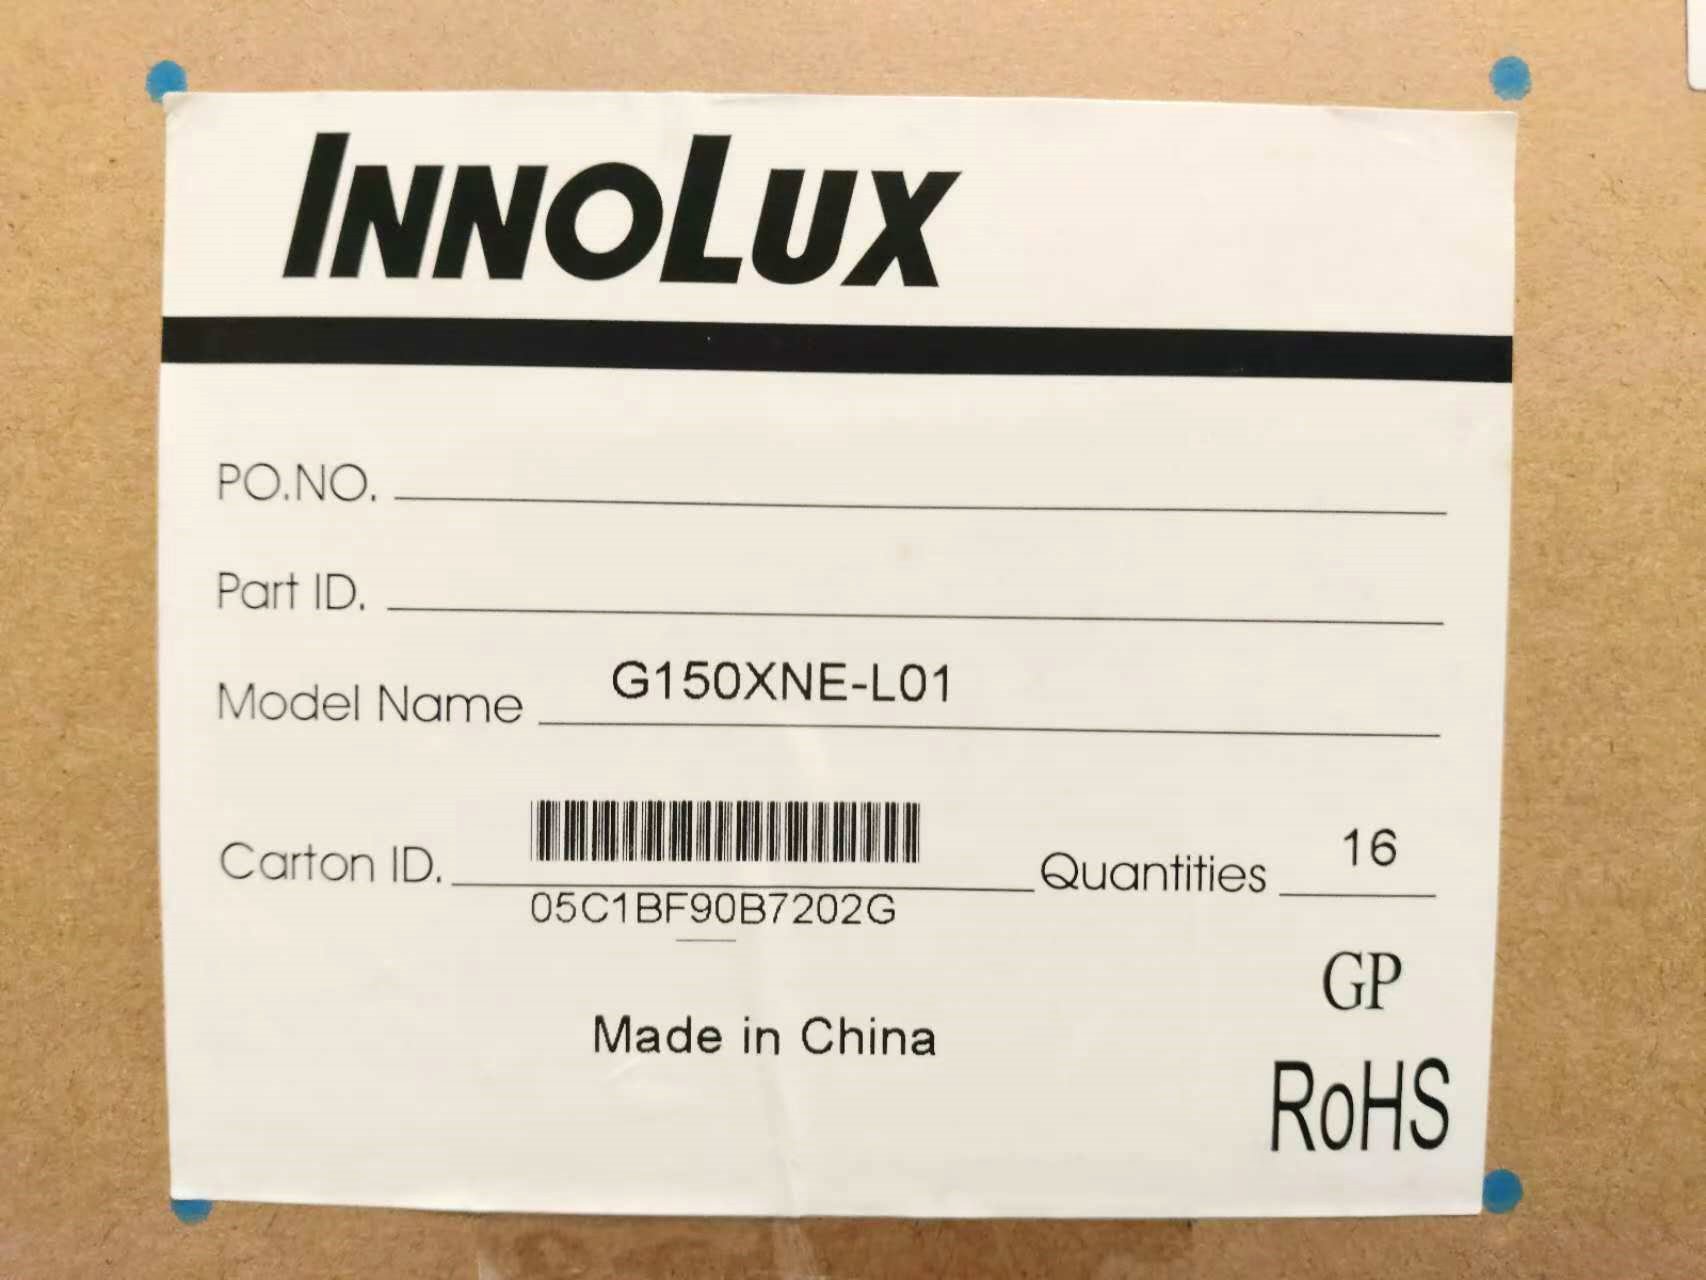 INNOLUX
PO.NO.
Part ID.
Model Name G150XNE-L01
Carton ID. Quantities 16
05C1BF90B7202G
GP
Made in China
RoHS